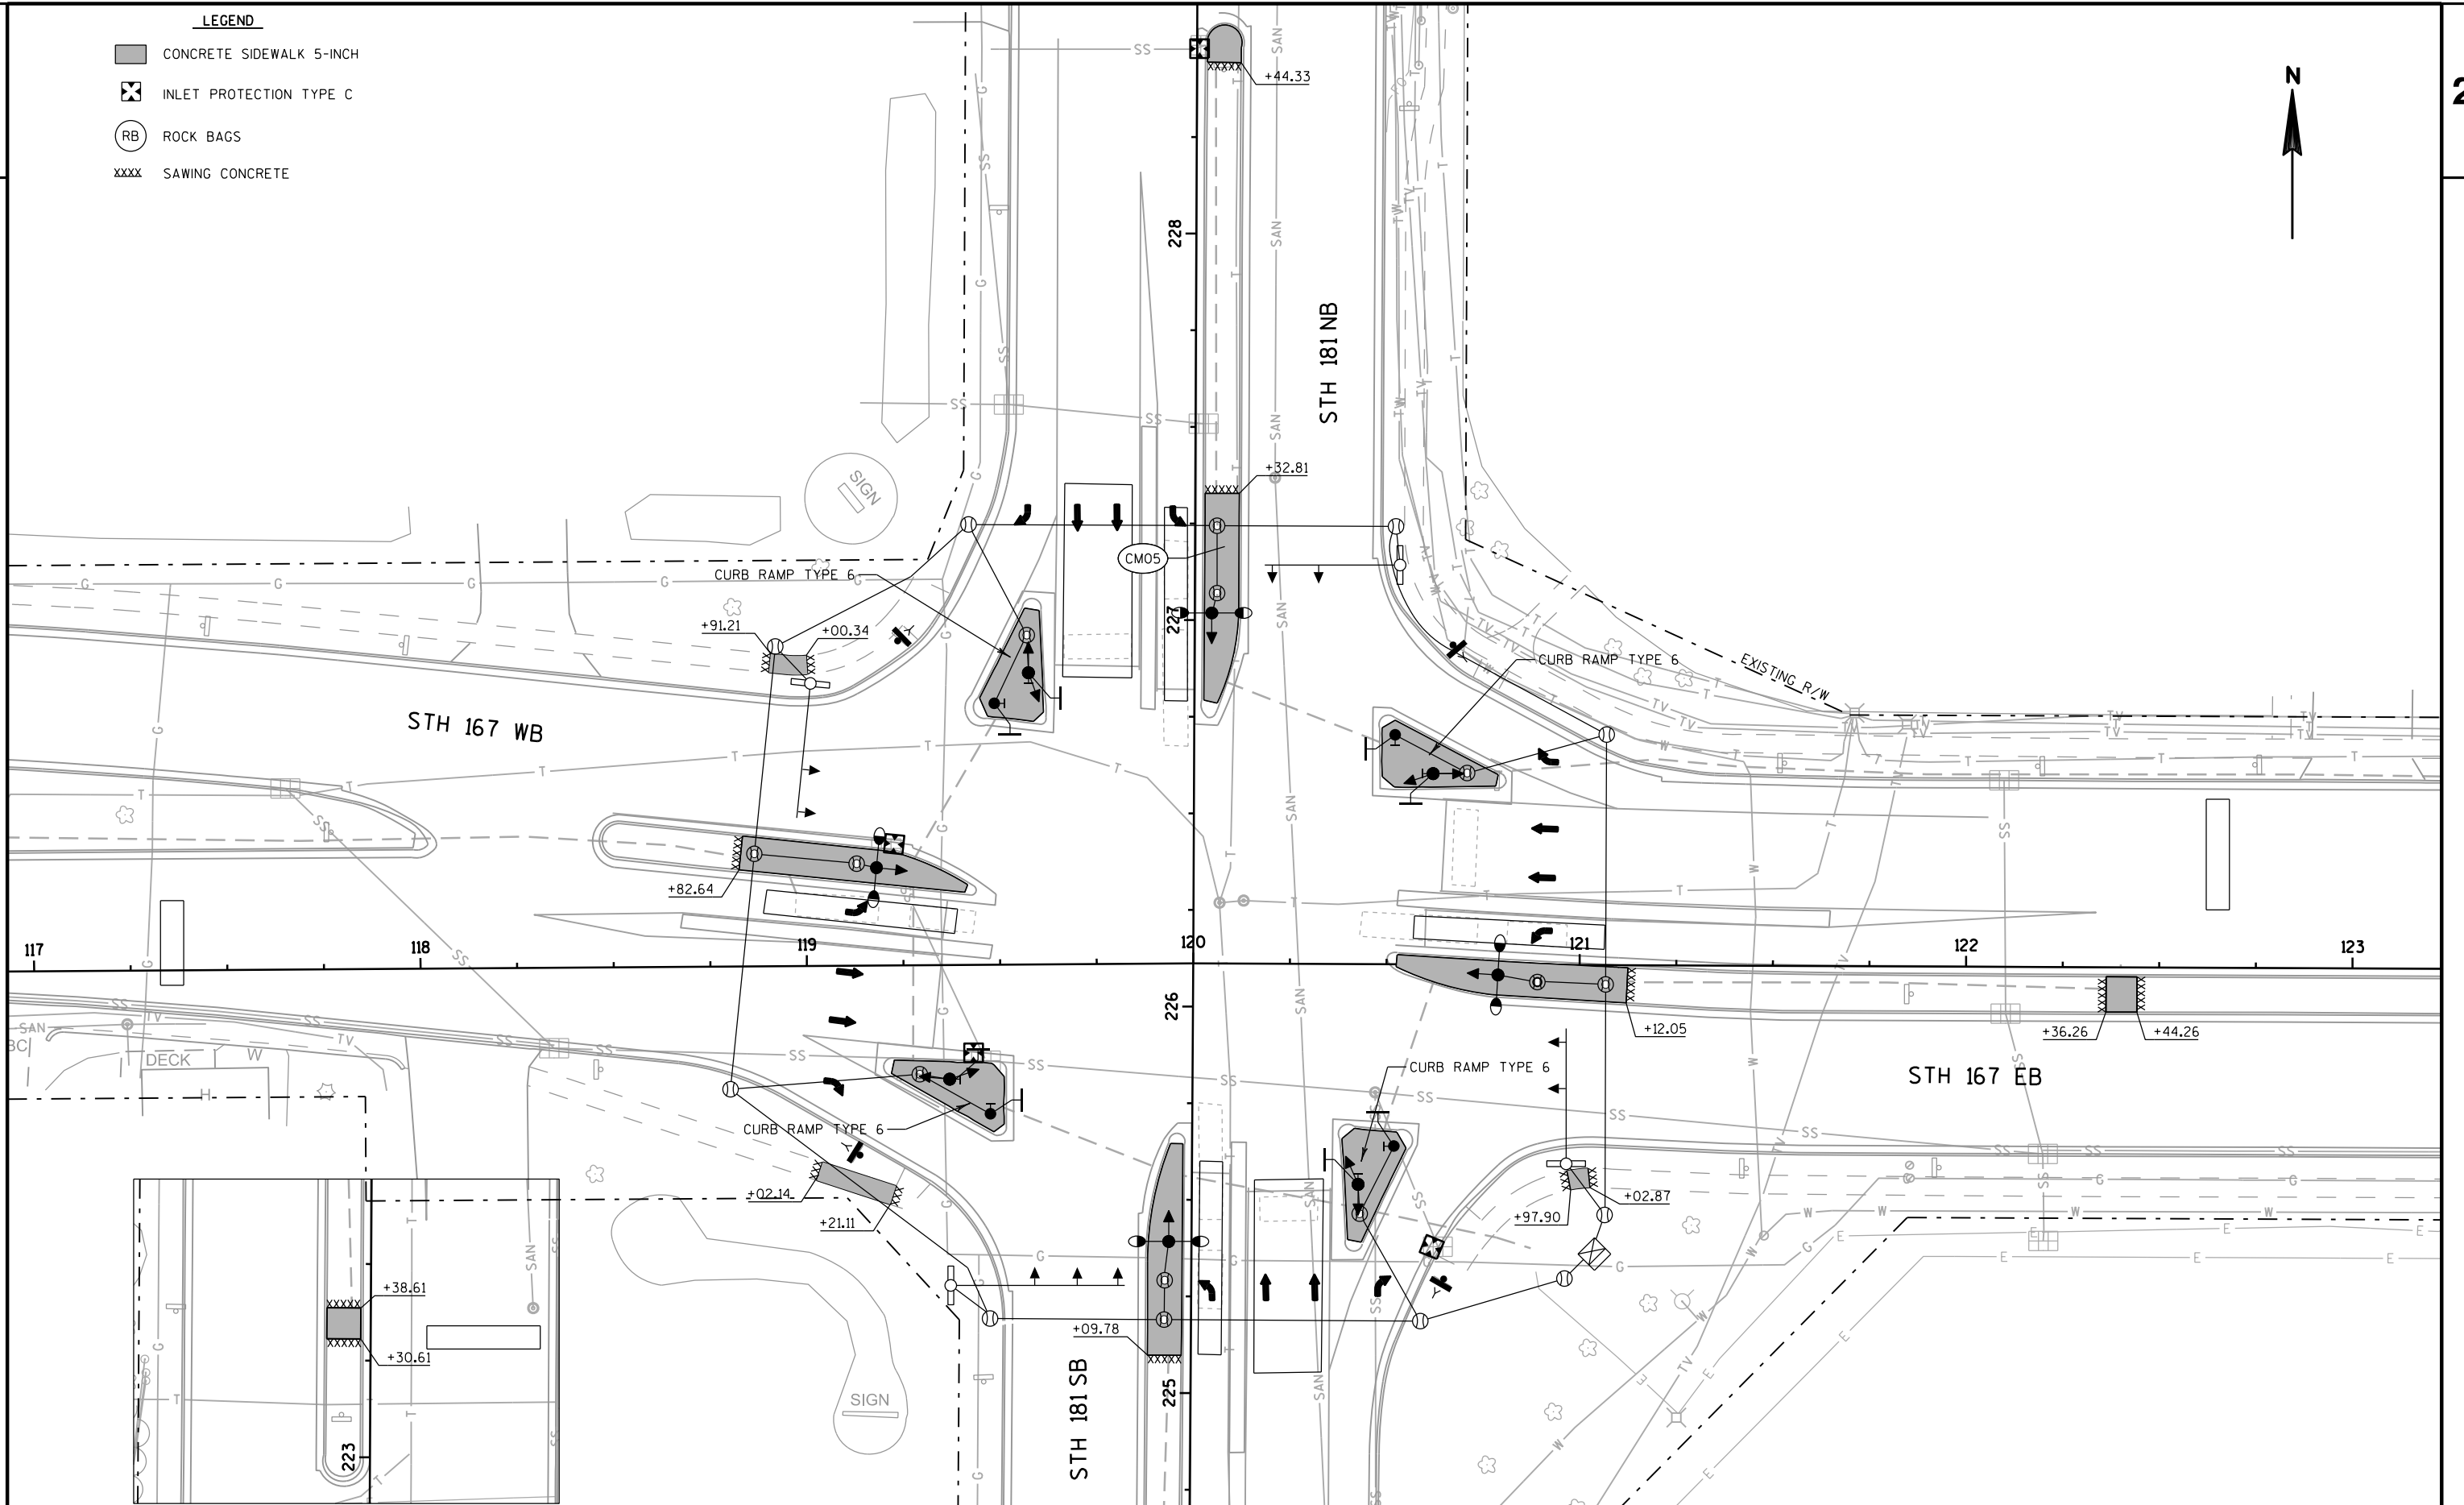 LEGEND
CONCRETE SIDEWALK 5-INCH
INLET PROTECTION TYPE C
RB ROCK BAGS
XXXX SAWING CONCRETE
N
2
+44.33
228
STH 181 NB
+32.81
SIGN
CM05
CURB RAMP TYPE 6
227
+91.21
+00.34
CURB RAMP TYPE 6
EXISTING R/W
STH 167 WB
+82.64
117
118
119
120
121
122
123
226
+12.05
+36.26
+44.26
STH 167 EB
DECK
W
H
CURB RAMP TYPE 6
CURB RAMP TYPE 6
+02.14
+21.11
+97.90
+02.87
+38.61
+30.61
223
+09.78
225
STH 181 SB
SIGN
SS
SAN
G
T
TV
W
E